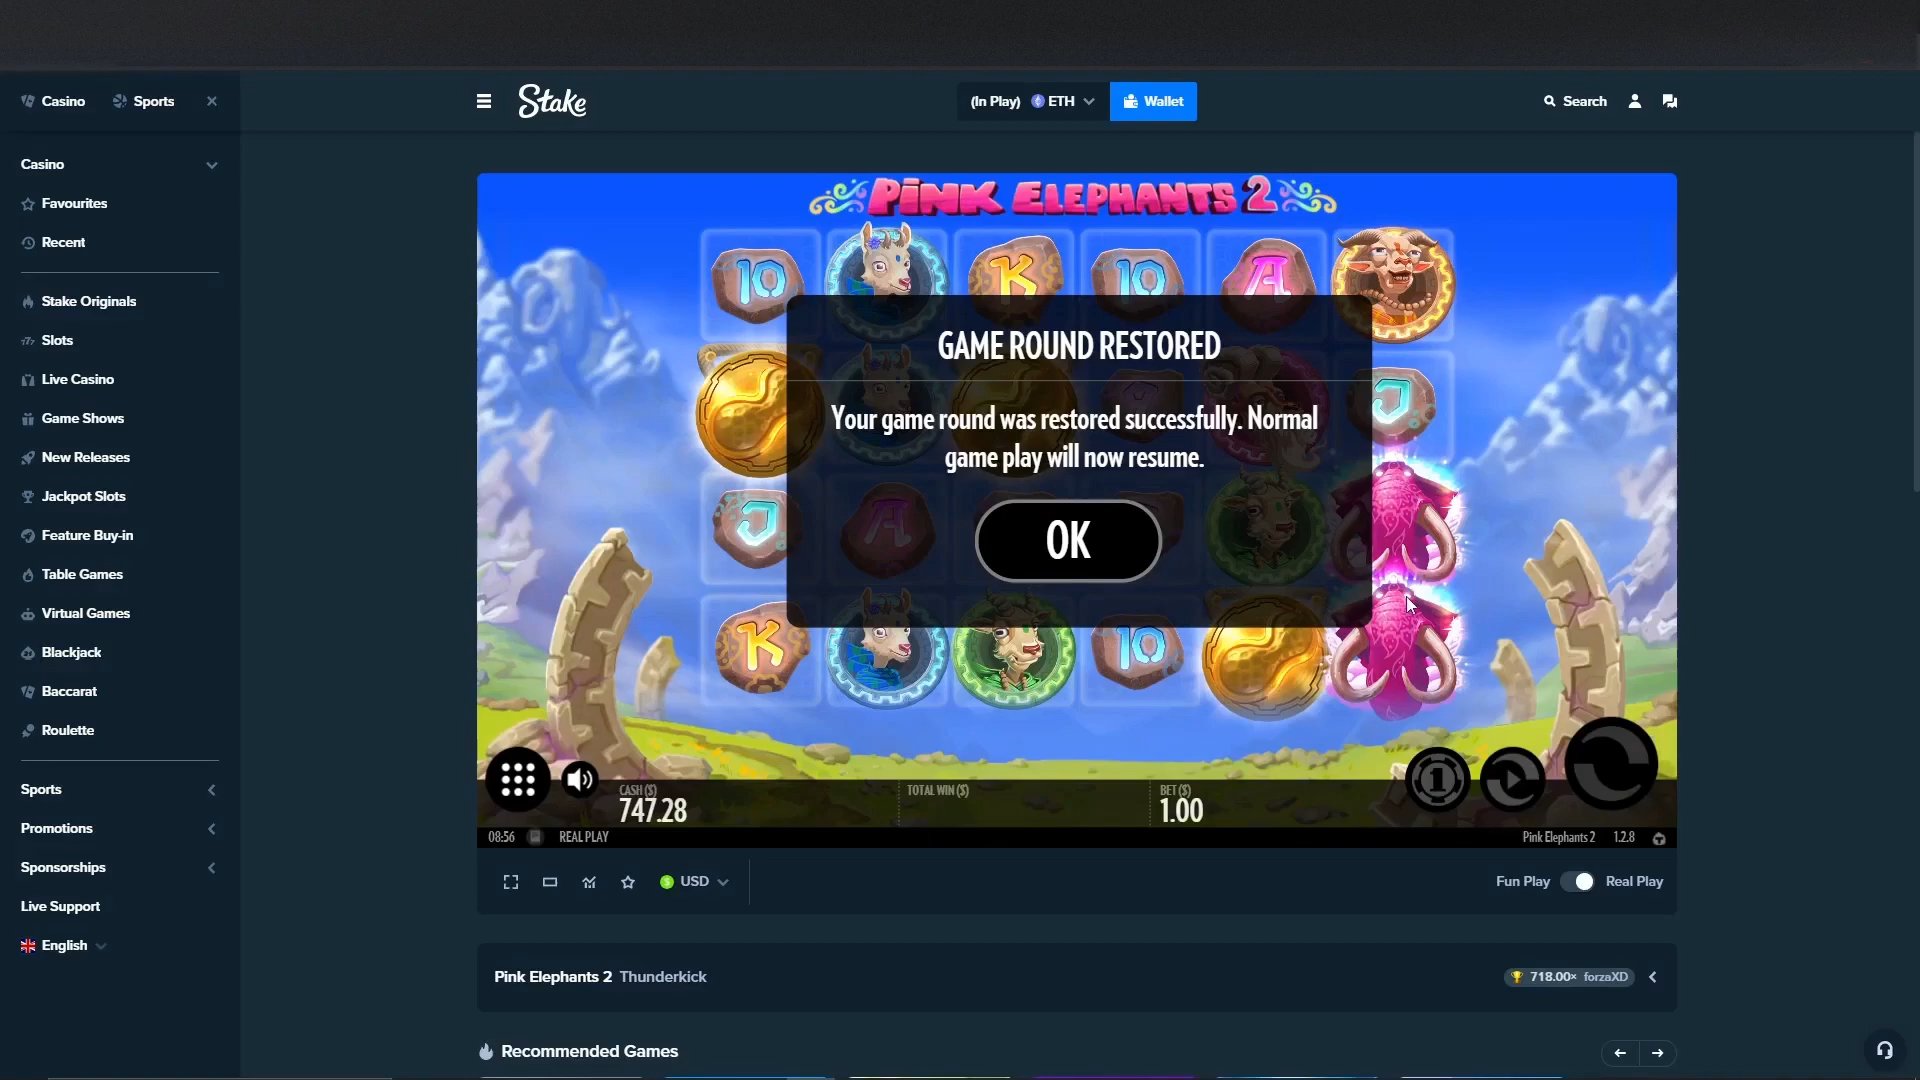 Casino
Sports
Stake
(In Play) ETH
Wallet
Search
Casino
Favourites
Recent
Stake Originals
Slots
Live Casino
Game Shows
New Releases
Jackpot Slots
Feature Buy-in
Table Games
Virtual Games
Blackjack
Baccarat
Roulette
Sports
Promotions
Sponsorships
Live Support
English
PINK ELEPHANTS 2
10 K 10 A
GAME ROUND RESTORED
Your game round was restored successfully. Normal
game play will now resume.
OK
J
J A
K 10
CASH ($)
747.28
TOTAL WIN ($)
BET ($)
1.00
1
08:56
REAL PLAY
Pink Elephants 2
1.2.8
USD
Fun Play
Real Play
Pink Elephants 2 Thunderkick
718.00× forzaXD
Recommended Games